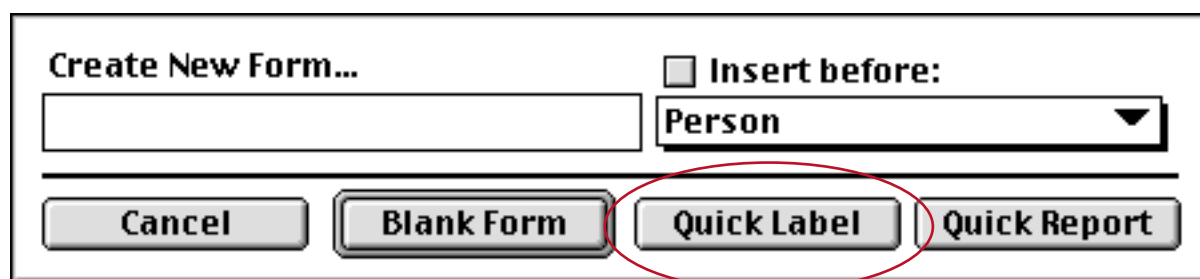 Create New Form...
Insert before:
Person
Cancel
Blank Form
Quick Label
Quick Report